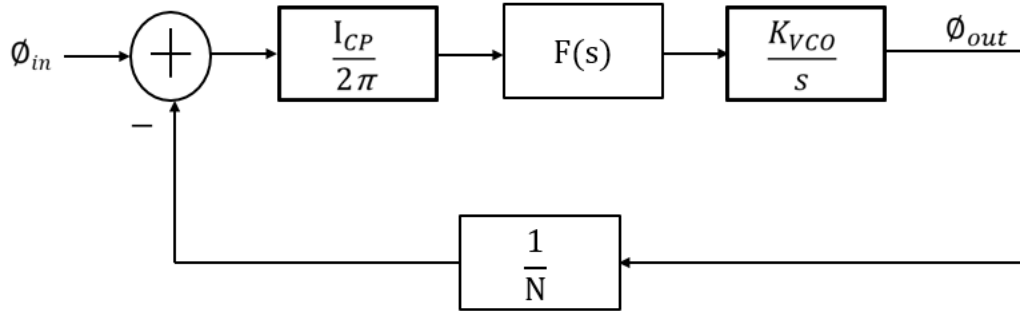 ∅in
+
I_CP / 2π
F(s)
K_VCO / s
∅out
−
1 / N